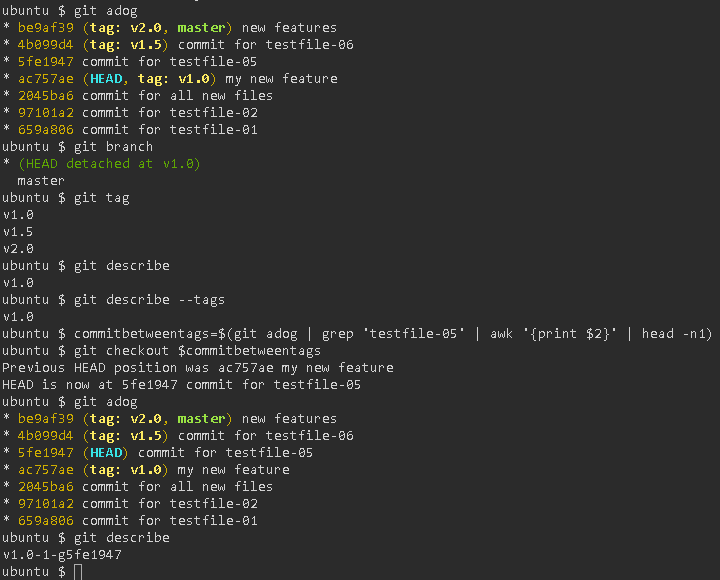 ubuntu $ git adog
* be9af39 (tag: v2.0, master) new features
* 4b099d4 (tag: v1.5) commit for testfile-06
* 5fe1947 commit for testfile-05
* ac757ae (HEAD, tag: v1.0) my new feature
* 2045ba6 commit for all new files
* 97101a2 commit for testfile-02
* 659a806 commit for testfile-01
ubuntu $ git branch
* (HEAD detached at v1.0)
  master
ubuntu $ git tag
v1.0
v1.5
v2.0
ubuntu $ git describe
v1.0
ubuntu $ git describe --tags
v1.0
ubuntu $ commitbetweentags=$(git adog | grep 'testfile-05' | awk '{print $2}' | head -n1)
ubuntu $ git checkout $commitbetweentags
Previous HEAD position was ac757ae my new feature
HEAD is now at 5fe1947 commit for testfile-05
ubuntu $ git adog
* be9af39 (tag: v2.0, master) new features
* 4b099d4 (tag: v1.5) commit for testfile-06
* 5fe1947 (HEAD) commit for testfile-05
* ac757ae (tag: v1.0) my new feature
* 2045ba6 commit for all new files
* 97101a2 commit for testfile-02
* 659a806 commit for testfile-01
ubuntu $ git describe
v1.0-1-g5fe1947
ubuntu $